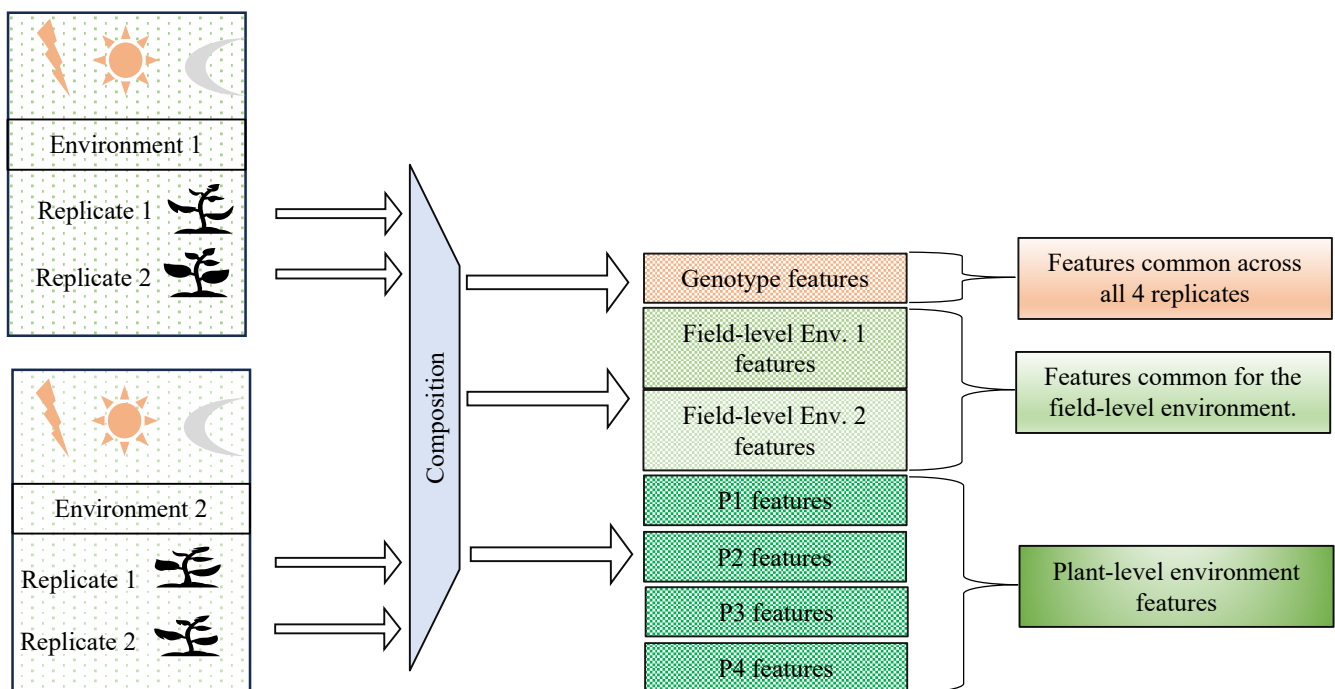 Environment 1
Replicate 1
Replicate 2
Environment 2
Replicate 1
Replicate 2
Composition
Genotype features
Field-level Env. 1
features
Field-level Env. 2
features
P1 features
P2 features
P3 features
P4 features
Features common across
all 4 replicates
Features common for the
field-level environment.
Plant-level environment
features